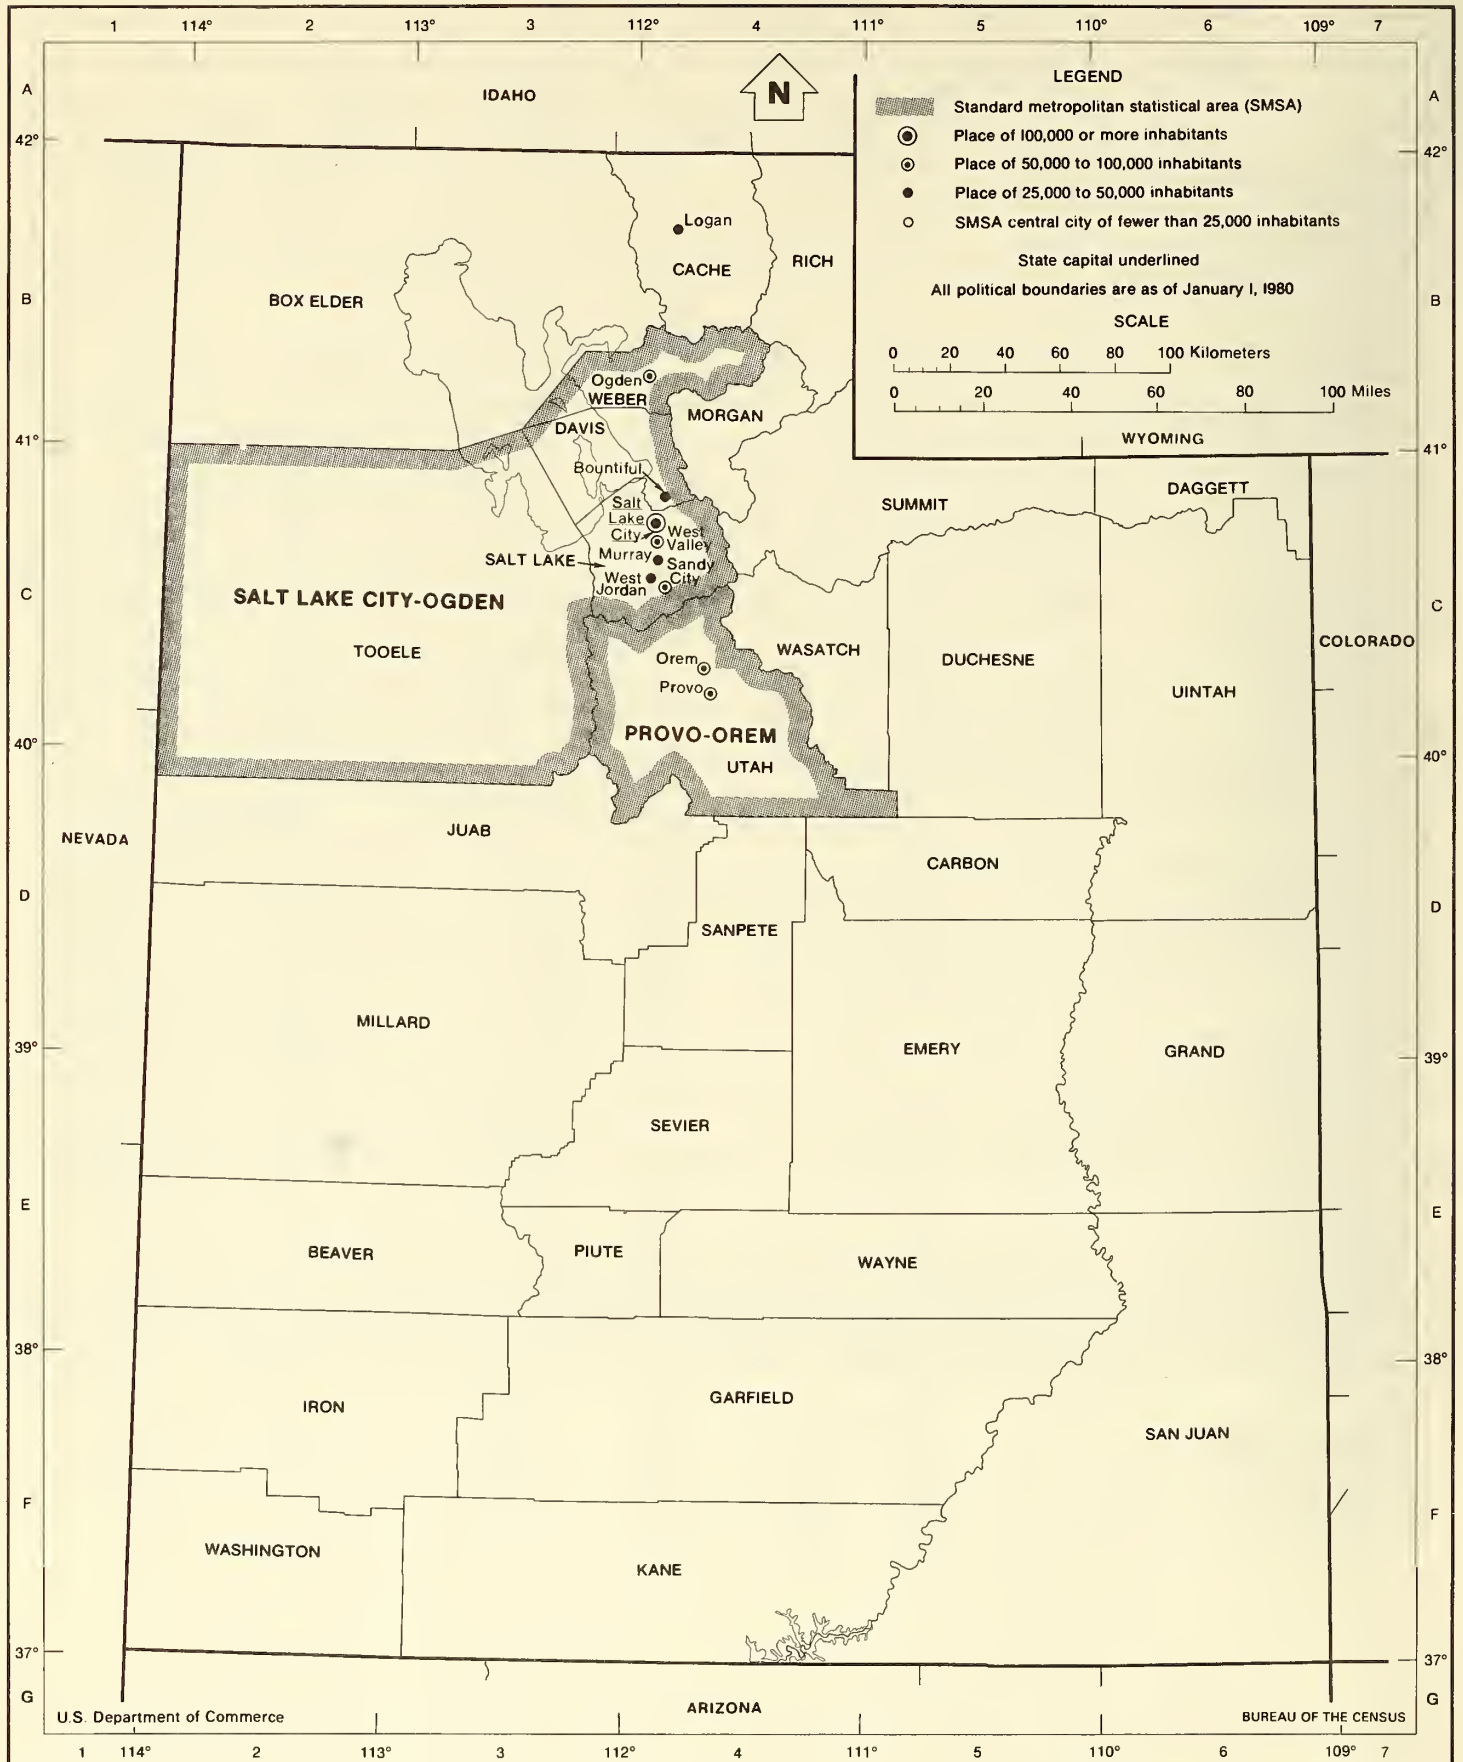 1 114° 2 113° 3 112° 4 111° 5 110° 6 109° 7
A
IDAHO
N
LEGEND
Standard metropolitan statistical area (SMSA)
Place of 100,000 or more inhabitants
Place of 50,000 to 100,000 inhabitants
Place of 25,000 to 50,000 inhabitants
SMSA central city of fewer than 25,000 inhabitants
State capital underlined
All political boundaries are as of January 1, 1980
SCALE
0 20 40 60 80 100 Kilometers
0 20 40 60 80 100 Miles
WYOMING
A
42°
42°
Logan
CACHE
RICH
B
BOX ELDER
B
Ogden
WEBER
MORGAN
DAVIS
41°
41°
Bountiful
SUMMIT
DAGGETT
Salt
Lake
City
West
Valley
Murray
SALT LAKE
Sandy
City
West
Jordan
C
SALT LAKE CITY-OGDEN
C
TOOELE
WASATCH
DUCHESNE
COLORADO
Orem
Provo
UINTAH
PROVO-OREM
UTAH
40°
40°
NEVADA
JUAB
CARBON
D
D
SANPETE
MILLARD
EMERY
GRAND
39°
39°
SEVIER
E
E
BEAVER
PIUTE
WAYNE
38°
38°
IRON
GARFIELD
SAN JUAN
F
F
WASHINGTON
KANE
37°
37°
G
ARIZONA
G
U.S. Department of Commerce
BUREAU OF THE CENSUS
1 114° 2 113° 3 112° 4 111° 5 110° 6 109° 7